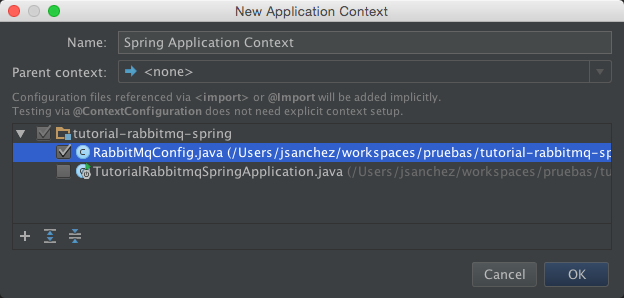 New Application Context
Name: Spring Application Context
Parent context: <none>
Configuration files referenced via <import> or @Import will be added implicitly.
Testing via @ContextConfiguration does not need explicit context setup.
tutorial-rabbitmq-spring
RabbitMqConfig.java (/Users/jsanchez/workspaces/pruebas/tutorial-rabbitmq-sp
TutorialRabbitmqSpringApplication.java (/Users/jsanchez/workspaces/pruebas/tu
Cancel OK